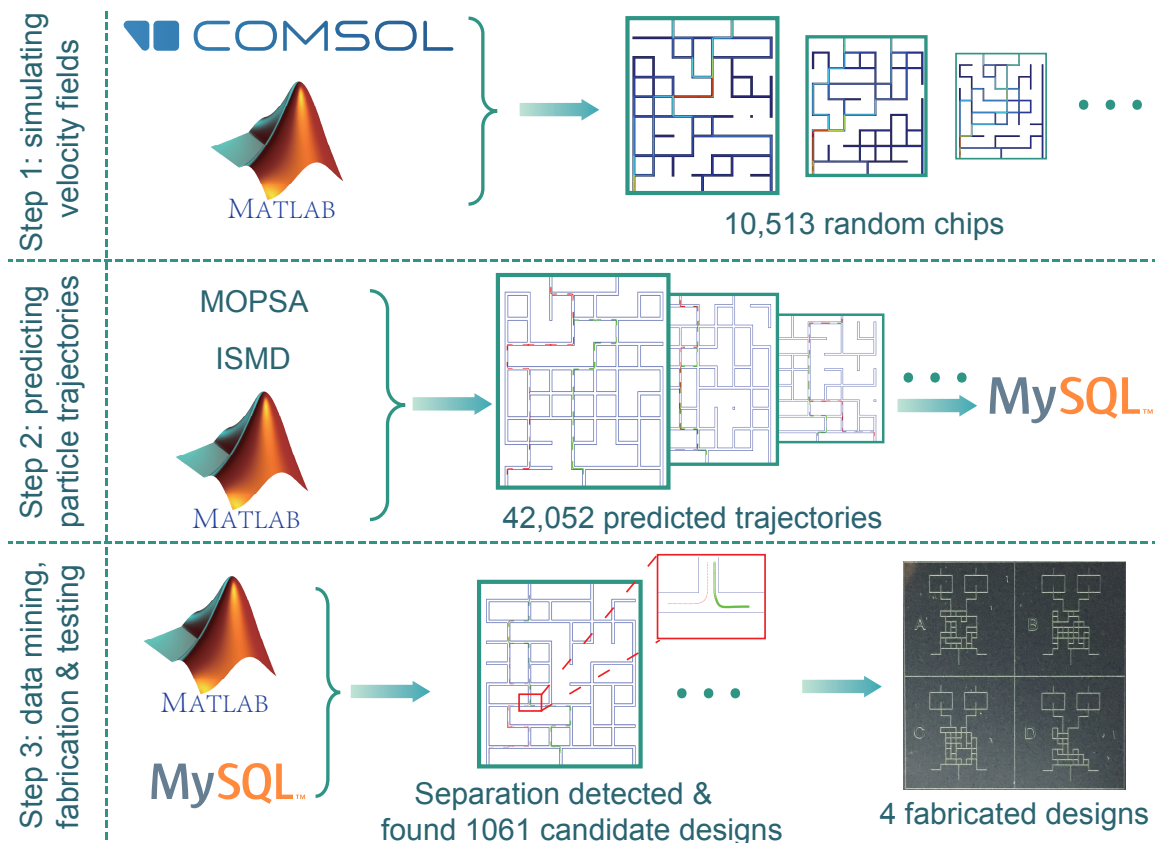 Step 1: simulating
velocity fields
COMSOL
MATLAB
10,513 random chips
Step 2: predicting
particle trajectories
MOPSA
ISMD
MATLAB
MySQL™
42,052 predicted trajectories
Step 3: data mining,
fabrication & testing
MATLAB
MySQL™
Separation detected &
found 1061 candidate designs
A
B
C
D
4 fabricated designs